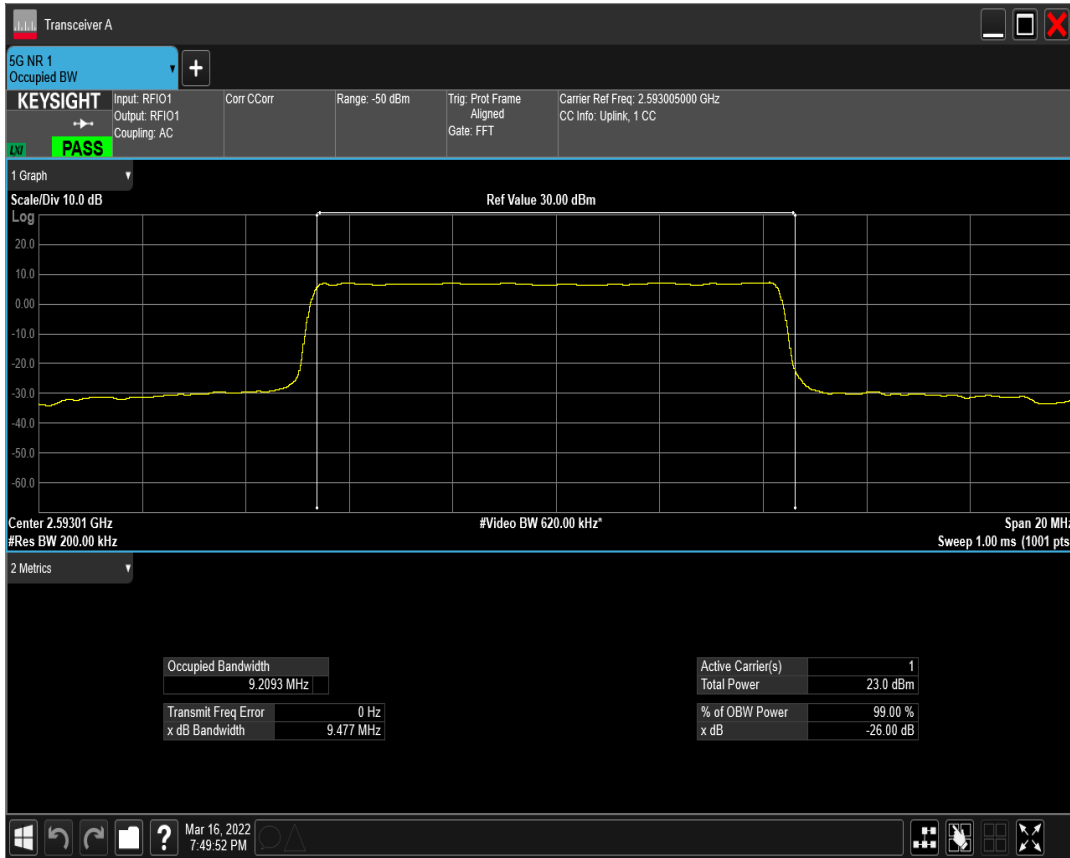 Transceiver A
5G NR 1
Occupied BW
KEYSIGHT
LXI
PASS
Input: RFIO1
Output: RFIO1
Coupling: AC
Corr CCorr
Range: -50 dBm
Trig: Prot Frame
Aligned
Gate: FFT
Carrier Ref Freq: 2.593005000 GHz
CC Info: Uplink, 1 CC
1 Graph
Scale/Div 10.0 dB
Ref Value 30.00 dBm
Log
20.0
10.0
0.00
-10.0
-20.0
-30.0
-40.0
-50.0
-60.0
Center 2.59301 GHz
#Video BW 620.00 kHz*
Span 20 MHz
#Res BW 200.00 kHz
Sweep 1.00 ms (1001 pts
2 Metrics
Occupied Bandwidth
9.2093 MHz
Transmit Freq Error 0 Hz
x dB Bandwidth 9.477 MHz
Active Carrier(s) 1
Total Power 23.0 dBm
% of OBW Power 99.00 %
x dB -26.00 dB
Mar 16, 2022
7:49:52 PM